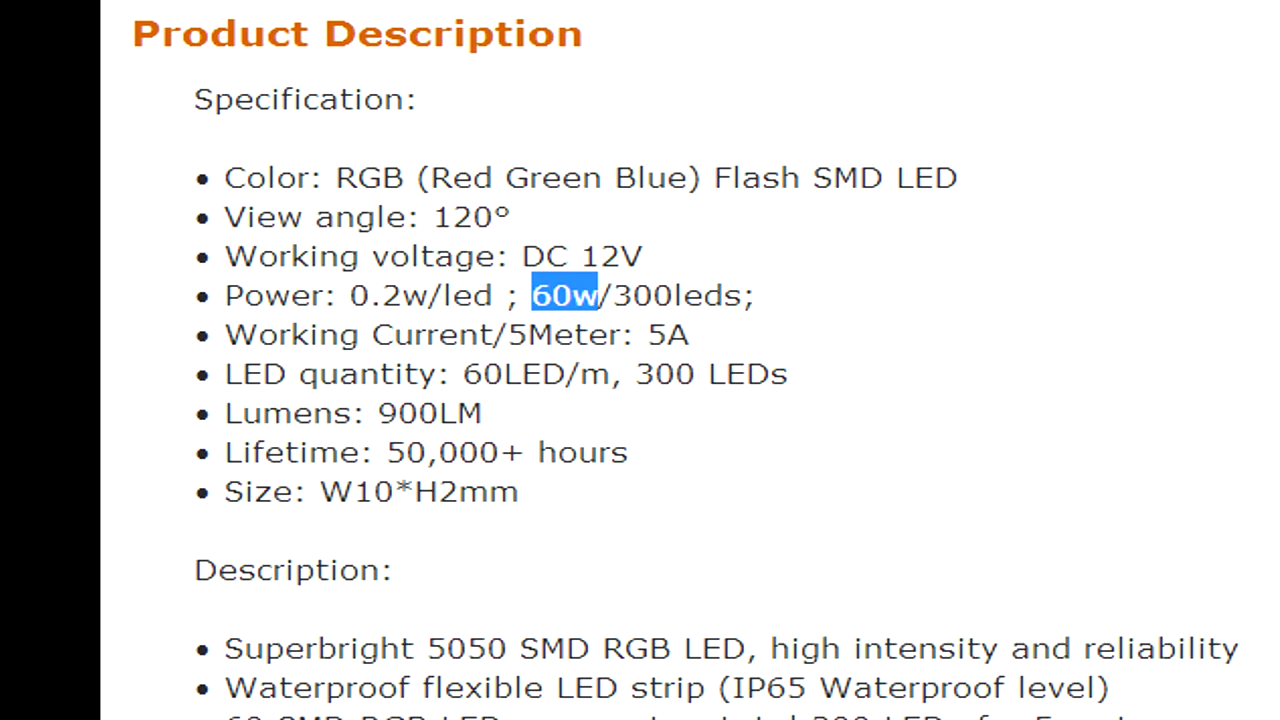 Product Description
Specification:
• Color: RGB (Red Green Blue) Flash SMD LED
• View angle: 120°
• Working voltage: DC 12V
• Power: 0.2w/led ; 60w/300leds;
• Working Current/5Meter: 5A
• LED quantity: 60LED/m, 300 LEDs
• Lumens: 900LM
• Lifetime: 50,000+ hours
• Size: W10*H2mm
Description:
• Superbright 5050 SMD RGB LED, high intensity and reliability
• Waterproof flexible LED strip (IP65 Waterproof level)